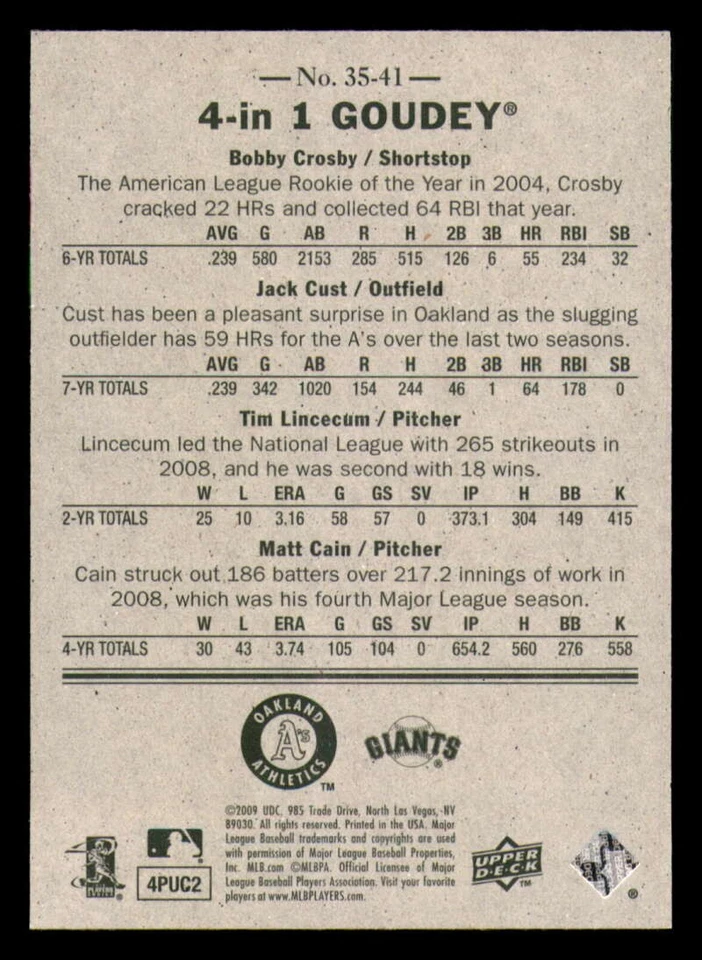 No. 35-41
4-in 1 GOUDEY®
Bobby Crosby / Shortstop
The American League Rookie of the Year in 2004, Crosby
cracked 22 HRs and collected 64 RBI that year.
AVG G AB R H 2B 3B HR RBI SB
6-YR TOTALS .239 580 2153 285 515 126 6 55 234 32
Jack Cust / Outfield
Cust has been a pleasant surprise in Oakland as the slugging
outfielder has 59 HRs for the A's over the last two seasons.
AVG G AB R H 2B 3B HR RBI SB
7-YR TOTALS .239 342 1020 154 244 46 1 64 178 0
Tim Lincecum / Pitcher
Lincecum led the National League with 265 strikeouts in
2008, and he was second with 18 wins.
W L ERA G GS SV IP H BB K
2-YR TOTALS 25 10 3.16 58 57 0 373.1 304 149 415
Matt Cain / Pitcher
Cain struck out 186 batters over 217.2 innings of work in
2008, which was his fourth Major League season.
W L ERA G GS SV IP H BB K
4-YR TOTALS 30 43 3.74 105 104 0 654.2 560 276 558
OAKLAND
A's
ATHLETICS
TM
GIANTS
®
©2009 UDC, 985 Trade Drive, North Las Vegas, NV
89030. All rights reserved. Printed in the USA. Major
League Baseball trademarks and copyrights are used
with permission of Major League Baseball Properties,
Inc. MLB.com ©MLBPA. Official Licensee of Major
League Baseball Players Association. Visit your favorite
players at www.MLBPLAYERS.com.
4PUC2
UPPER
DECK
TM
®